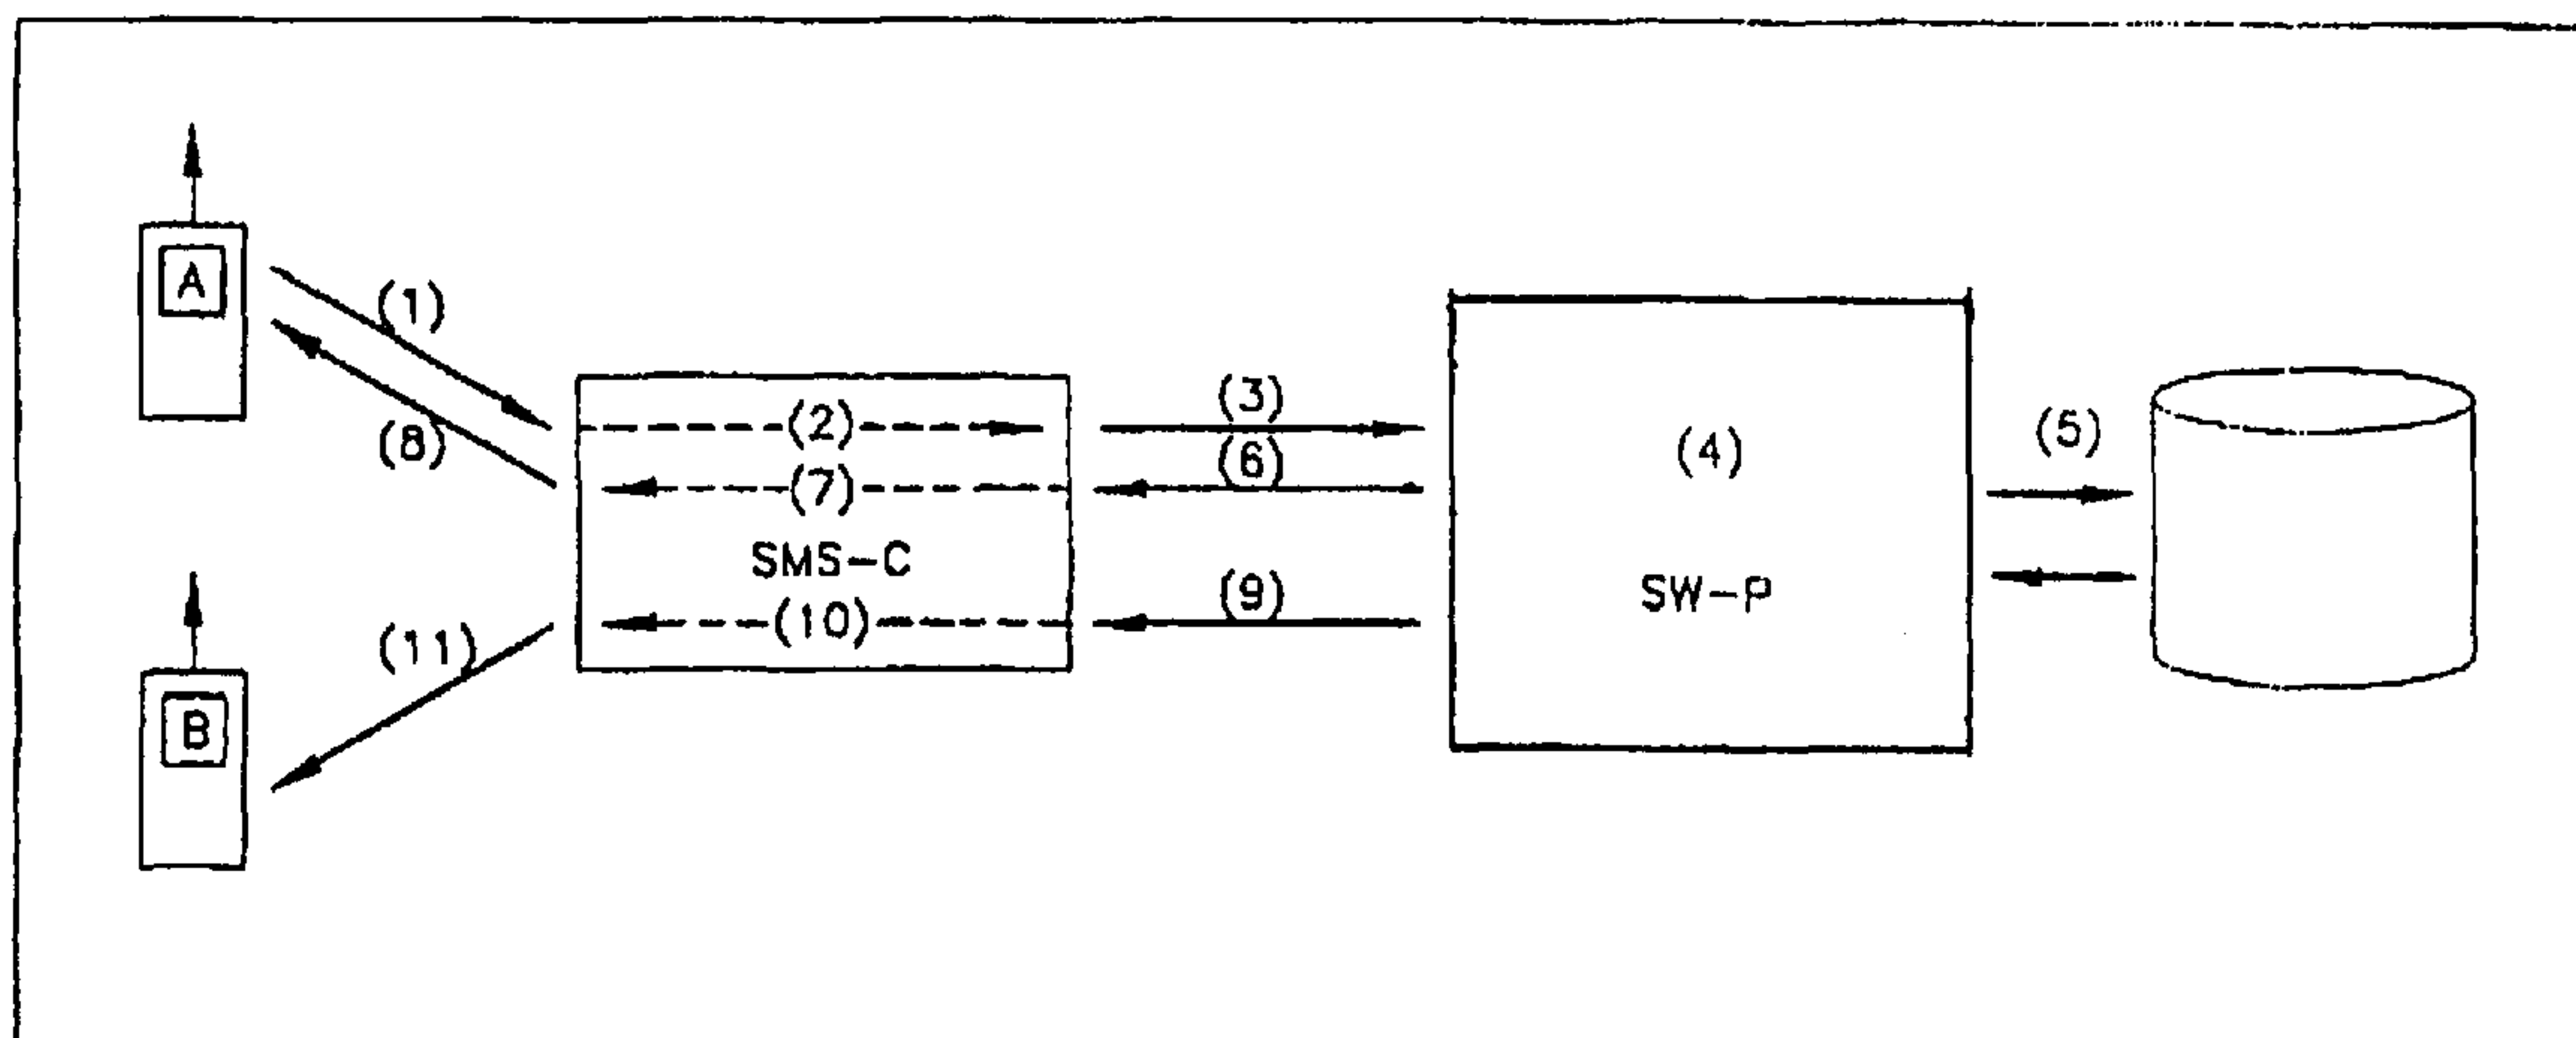 A
(1)
(8)
(2)
(7)
SMS-C
(10)
(3)
(6)
(9)
(4)
SW-P
(5)
(11)
B